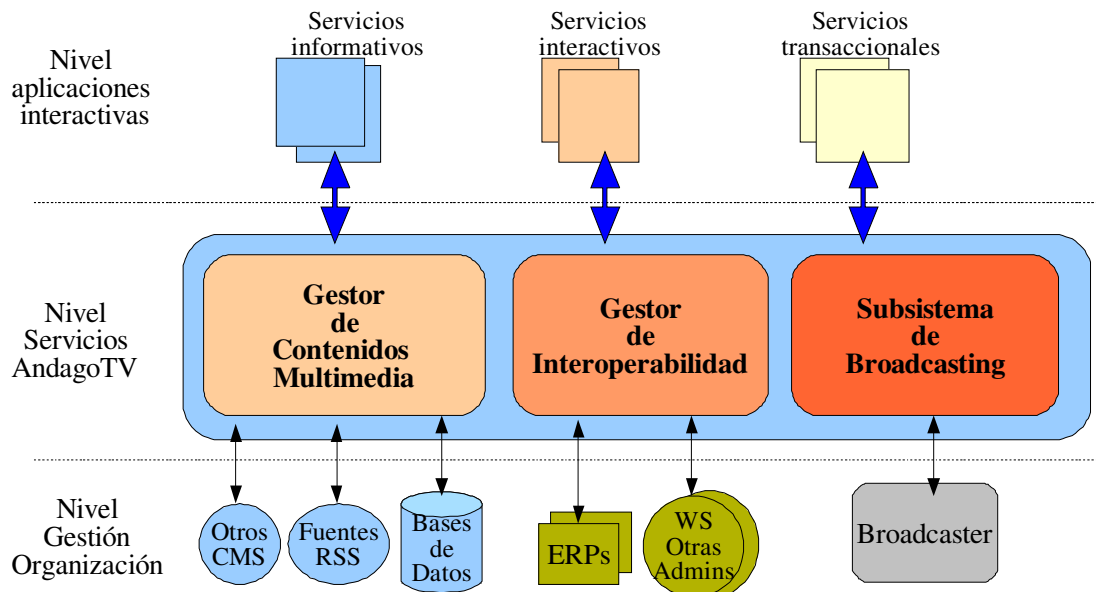 Nivel
aplicaciones
interactivas
Servicios
informativos
Servicios
interactivos
Servicios
transaccionales
Nivel
Servicios
AndagoTV
Gestor
de
Contenidos
Multimedia
Gestor
de
Interoperabilidad
Subsistema
de
Broadcasting
Nivel
Gestión
Organización
Otros
CMS
Fuentes
RSS
Bases
de
Datos
ERPs
WS
Otras
Admins
Broadcaster